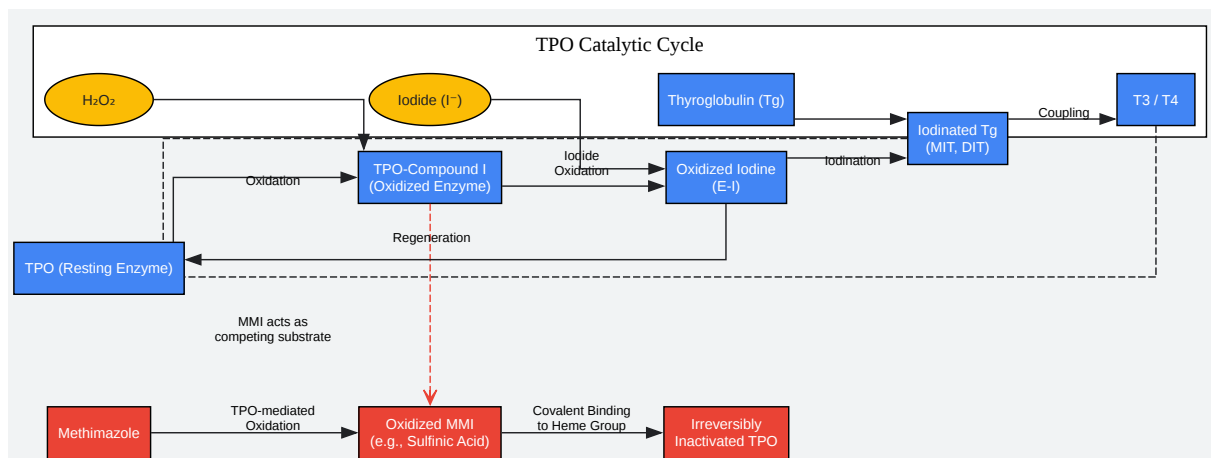 TPO Catalytic Cycle
H₂O₂
Iodide (I⁻)
Thyroglobulin (Tg)
T3 / T4
Coupling
Iodinated Tg
(MIT, DIT)
Iodide
Oxidation
Iodination
TPO-Compound I
(Oxidized Enzyme)
Oxidized Iodine
(E-I)
Oxidation
Regeneration
TPO (Resting Enzyme)
MMI acts as
competing substrate
Methimazole
TPO-mediated
Oxidation
Oxidized MMI
(e.g., Sulfinic Acid)
Covalent Binding
to Heme Group
Irreversibly
Inactivated TPO